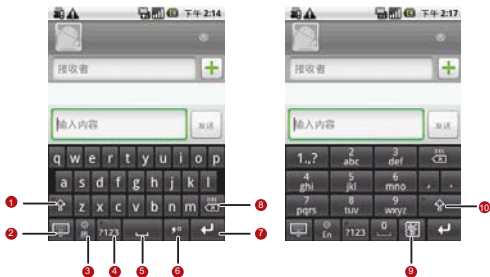 下午 2:14
接收者
输入内容
发送
q w e r t y u i o p
a s d f g h j k l
z x c v b n m DEL
拼 ?123 ,。
1 2 3 4 5 6 7 8
下午 2:17
接收者
输入内容
发送
1..? 2 abc 3 def DEL
4 ghi 5 jkl 6 mno , .
7 pqrs 8 tuv 9 wxyz
En ?123 0
9 10